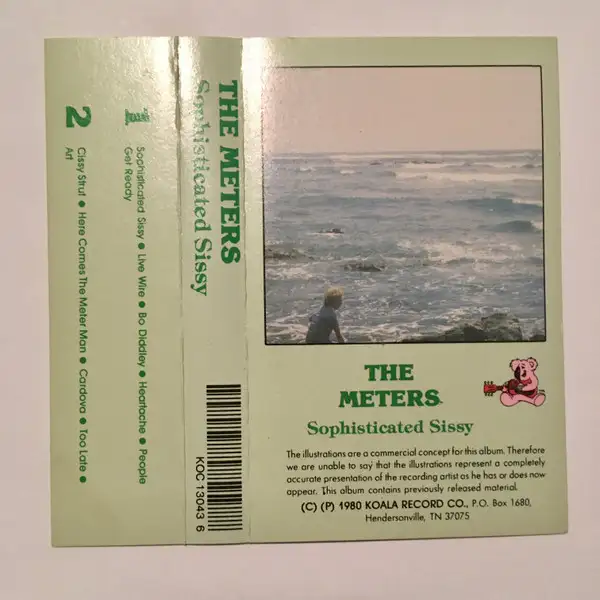 THE
METERS
Sophisticated Sissy
The illustrations are a commercial concept for this album. Therefore
we are unable to say that the illustrations represent a completely
accurate presentation of the recording artist as he has or does now
appear. This album contains previously released material.
(C) (P) 1980 KOALA RECORD CO., P.O. Box 1680,
Hendersonville, TN 37075
THE METERS
Sophisticated Sissy
KOC 13043 6
1
Sophisticated Sissy ● Live Wire ● Bo Diddley ● Heartache ● People
Get Ready
2
Cissy Strut ● Here Comes The Meter Man ● Cardova ● Too Late ●
Art